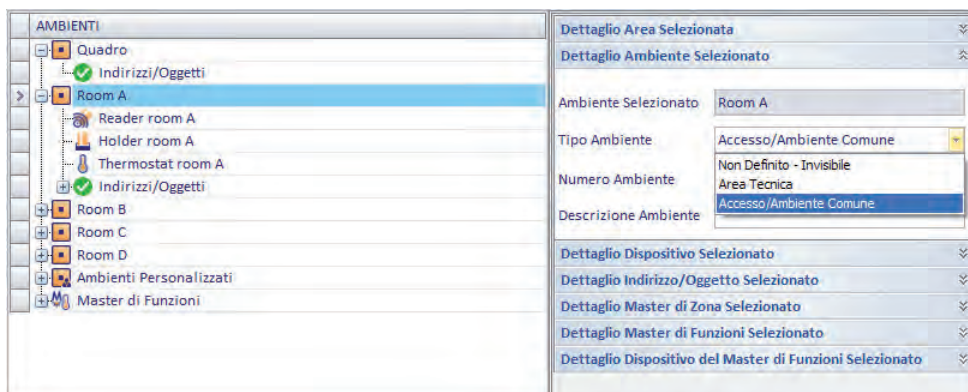 AMBIENTI
Quadro
Indirizzi/Oggetti
Room A
Reader room A
Holder room A
Thermostat room A
Indirizzi/Oggetti
Room B
Room C
Room D
Ambienti Personalizzati
Master di Funzioni
Dettaglio Area Selezionata
Dettaglio Ambiente Selezionato
Ambiente Selezionato Room A
Tipo Ambiente Accesso/Ambiente Comune
Non Definito - Invisibile
Area Tecnica
Accesso/Ambiente Comune
Numero Ambiente
Descrizione Ambiente
Dettaglio Dispositivo Selezionato
Dettaglio Indirizzo/Oggetto Selezionato
Dettaglio Master di Zona Selezionato
Dettaglio Master di Funzioni Selezionato
Dettaglio Dispositivo del Master di Funzioni Selezionato